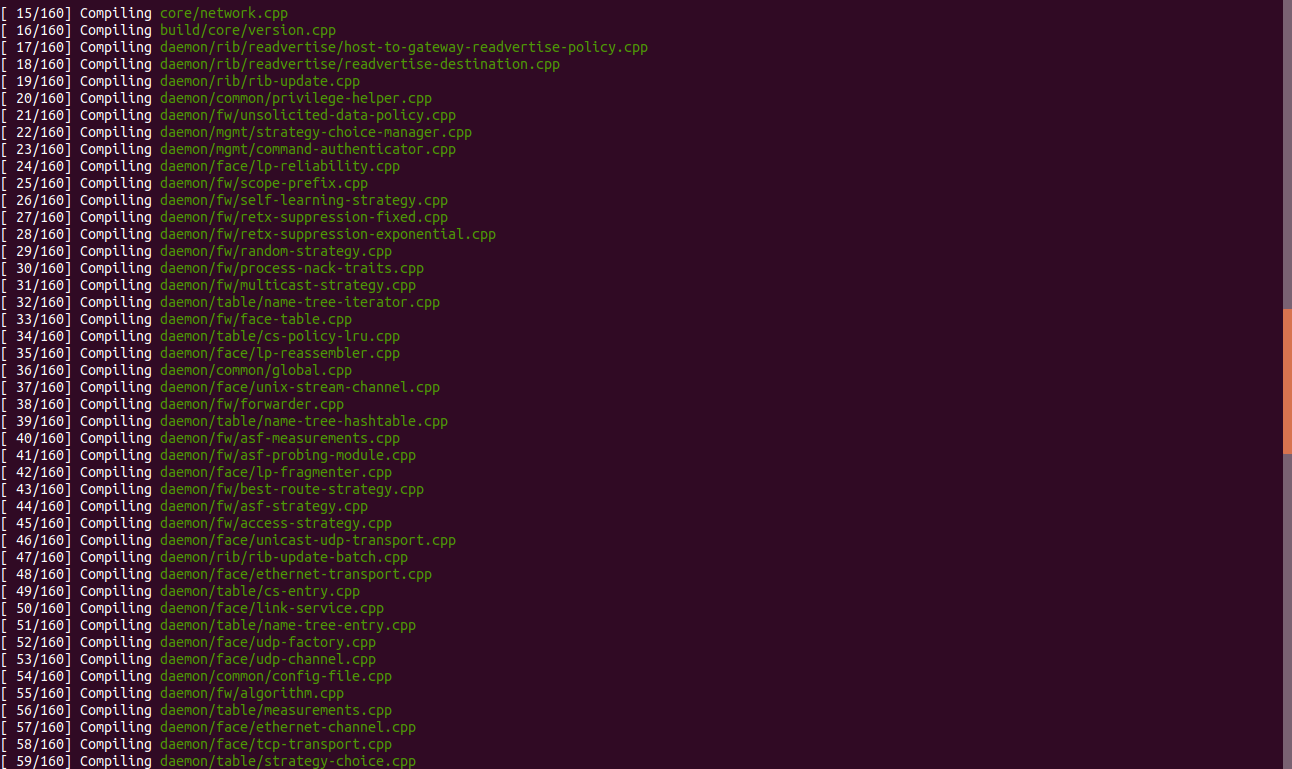 [ 15/160] Compiling core/network.cpp
[ 16/160] Compiling build/core/version.cpp
[ 17/160] Compiling daemon/rib/readvertise/host-to-gateway-readvertise-policy.cpp
[ 18/160] Compiling daemon/rib/readvertise/readvertise-destination.cpp
[ 19/160] Compiling daemon/rib/rib-update.cpp
[ 20/160] Compiling daemon/common/privilege-helper.cpp
[ 21/160] Compiling daemon/fw/unsolicited-data-policy.cpp
[ 22/160] Compiling daemon/mgmt/strategy-choice-manager.cpp
[ 23/160] Compiling daemon/mgmt/command-authenticator.cpp
[ 24/160] Compiling daemon/face/lp-reliability.cpp
[ 25/160] Compiling daemon/fw/scope-prefix.cpp
[ 26/160] Compiling daemon/fw/self-learning-strategy.cpp
[ 27/160] Compiling daemon/fw/retx-suppression-fixed.cpp
[ 28/160] Compiling daemon/fw/retx-suppression-exponential.cpp
[ 29/160] Compiling daemon/fw/random-strategy.cpp
[ 30/160] Compiling daemon/fw/process-nack-traits.cpp
[ 31/160] Compiling daemon/fw/multicast-strategy.cpp
[ 32/160] Compiling daemon/table/name-tree-iterator.cpp
[ 33/160] Compiling daemon/fw/face-table.cpp
[ 34/160] Compiling daemon/table/cs-policy-lru.cpp
[ 35/160] Compiling daemon/face/lp-reassembler.cpp
[ 36/160] Compiling daemon/common/global.cpp
[ 37/160] Compiling daemon/face/unix-stream-channel.cpp
[ 38/160] Compiling daemon/fw/forwarder.cpp
[ 39/160] Compiling daemon/table/name-tree-hashtable.cpp
[ 40/160] Compiling daemon/fw/asf-measurements.cpp
[ 41/160] Compiling daemon/fw/asf-probing-module.cpp
[ 42/160] Compiling daemon/face/lp-fragmenter.cpp
[ 43/160] Compiling daemon/fw/best-route-strategy.cpp
[ 44/160] Compiling daemon/fw/asf-strategy.cpp
[ 45/160] Compiling daemon/fw/access-strategy.cpp
[ 46/160] Compiling daemon/face/unicast-udp-transport.cpp
[ 47/160] Compiling daemon/rib/rib-update-batch.cpp
[ 48/160] Compiling daemon/face/ethernet-transport.cpp
[ 49/160] Compiling daemon/table/cs-entry.cpp
[ 50/160] Compiling daemon/face/link-service.cpp
[ 51/160] Compiling daemon/table/name-tree-entry.cpp
[ 52/160] Compiling daemon/face/udp-factory.cpp
[ 53/160] Compiling daemon/face/udp-channel.cpp
[ 54/160] Compiling daemon/common/config-file.cpp
[ 55/160] Compiling daemon/fw/algorithm.cpp
[ 56/160] Compiling daemon/table/measurements.cpp
[ 57/160] Compiling daemon/face/ethernet-channel.cpp
[ 58/160] Compiling daemon/face/tcp-transport.cpp
[ 59/160] Compiling daemon/table/strategy-choice.cpp